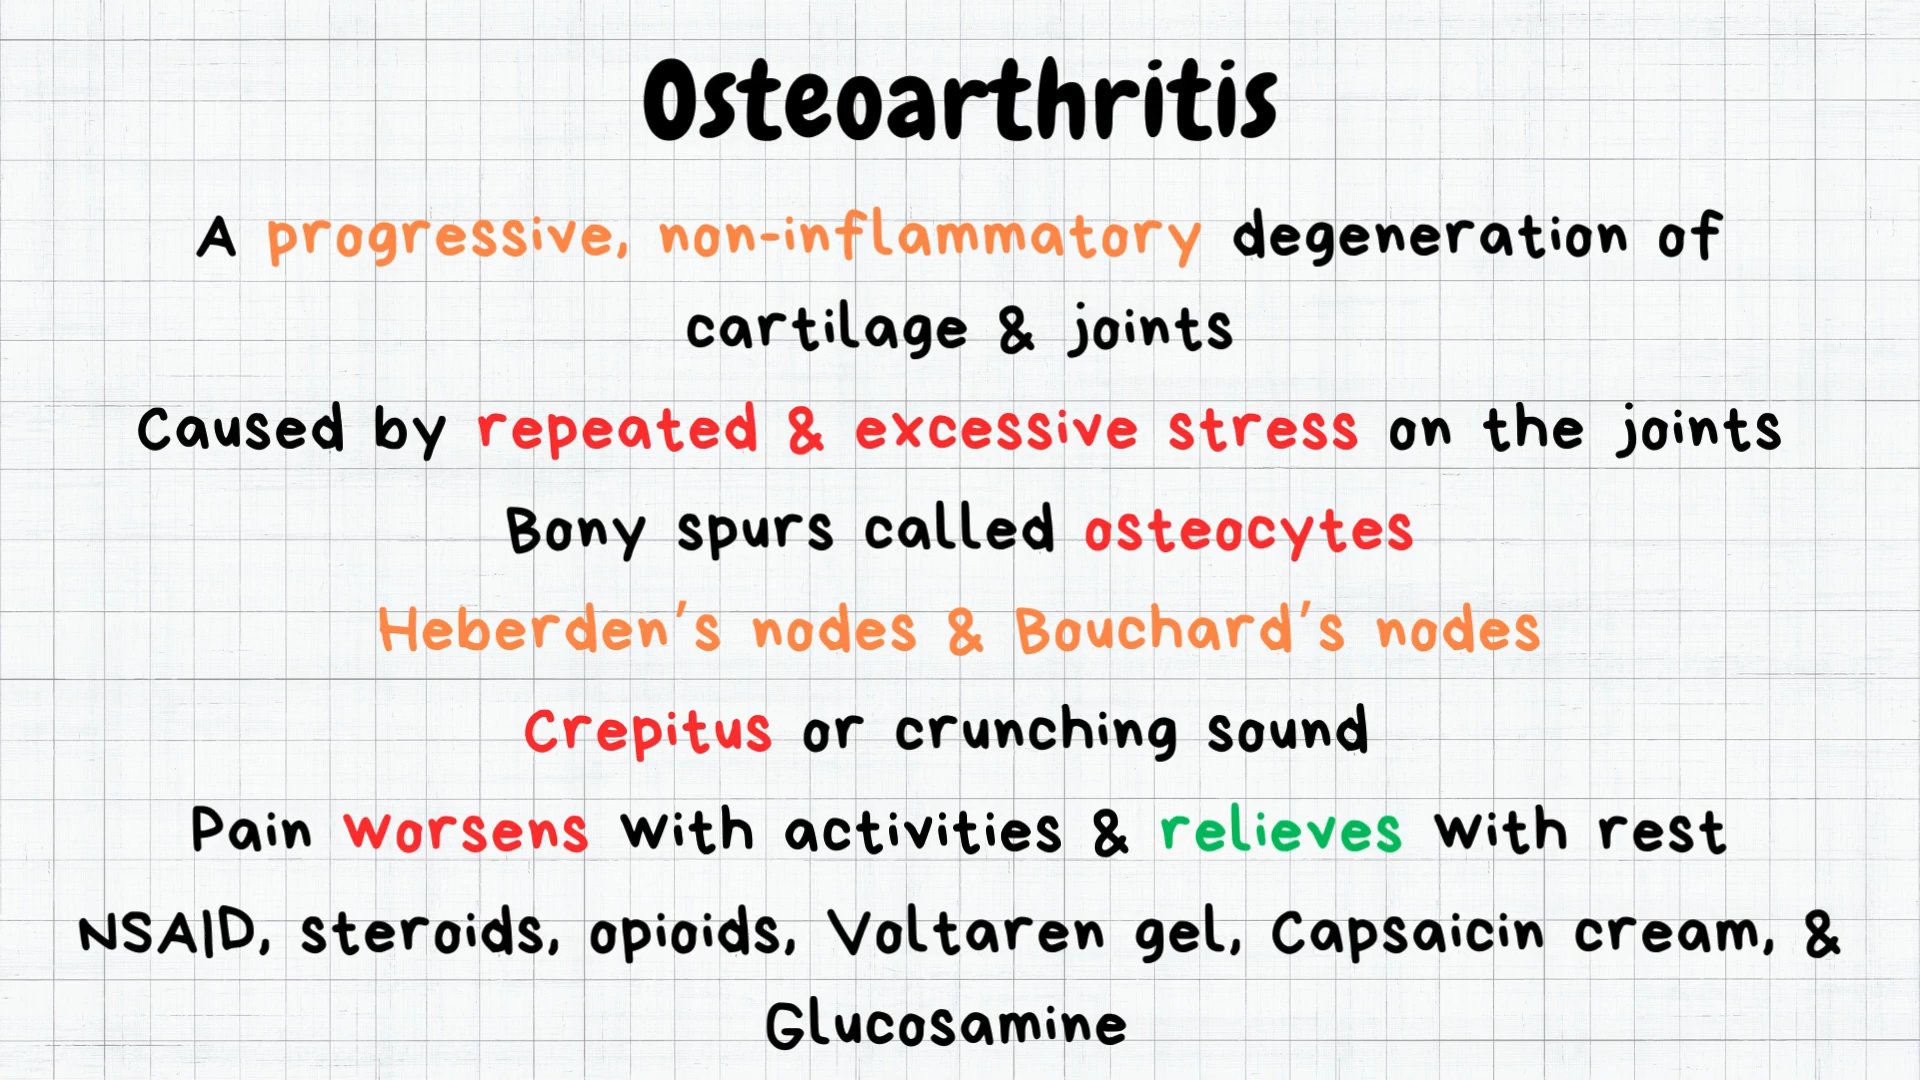 Osteoarthritis
A progressive, non-inflammatory degeneration of
cartilage & joints
Caused by repeated & excessive stress on the joints
Bony spurs called osteocytes
Heberden's nodes & Bouchard's nodes
Crepitus or crunching sound
Pain worsens with activities & relieves with rest
NSAID, steroids, opioids, Voltaren gel, Capsaicin cream, &
Glucosamine